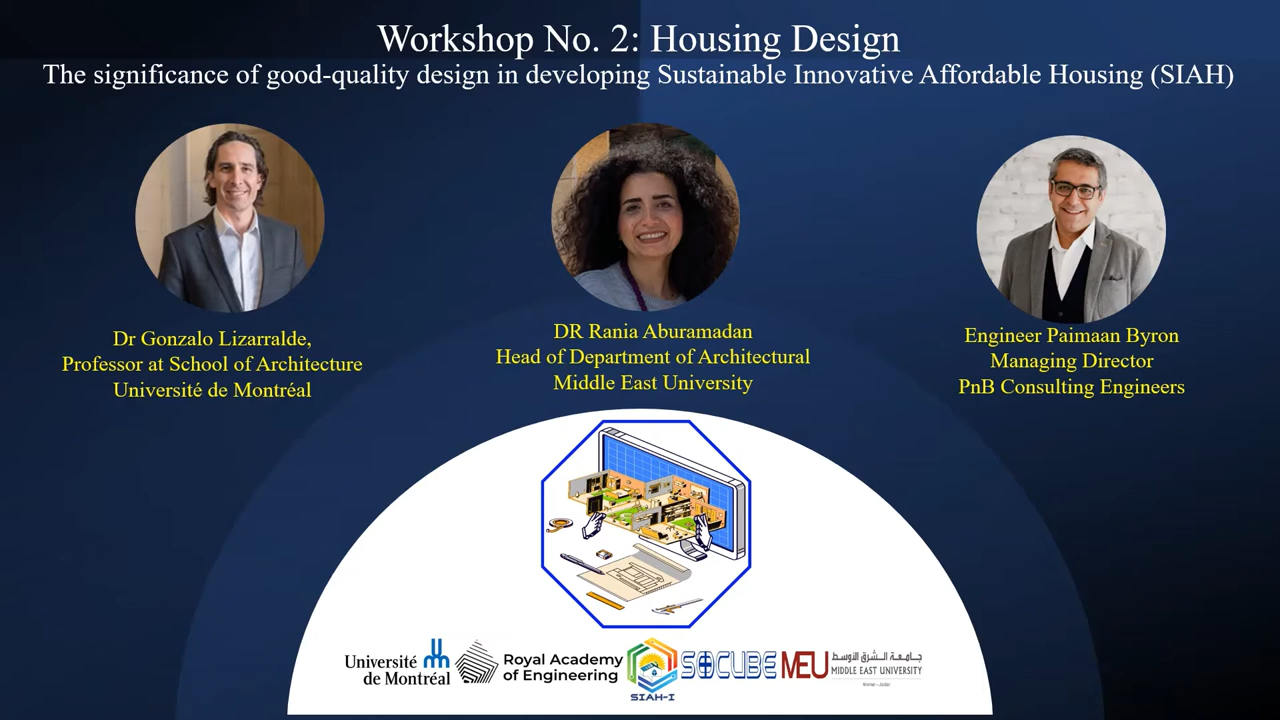 Workshop No. 2: Housing Design
The significance of good-quality design in developing Sustainable Innovative Affordable Housing (SIAH)
Dr Gonzalo Lizarralde,
Professor at School of Architecture
Université de Montréal
DR Rania Aburamadan
Head of Department of Architectural
Middle East University
Engineer Paimaan Byron
Managing Director
PnB Consulting Engineers
Université
de Montréal
Royal Academy
of Engineering
SIAH-I
SOCUBE
MEU
جامعة الشرق الأوسط
MIDDLE EAST UNIVERSITY
Amman - Jordan